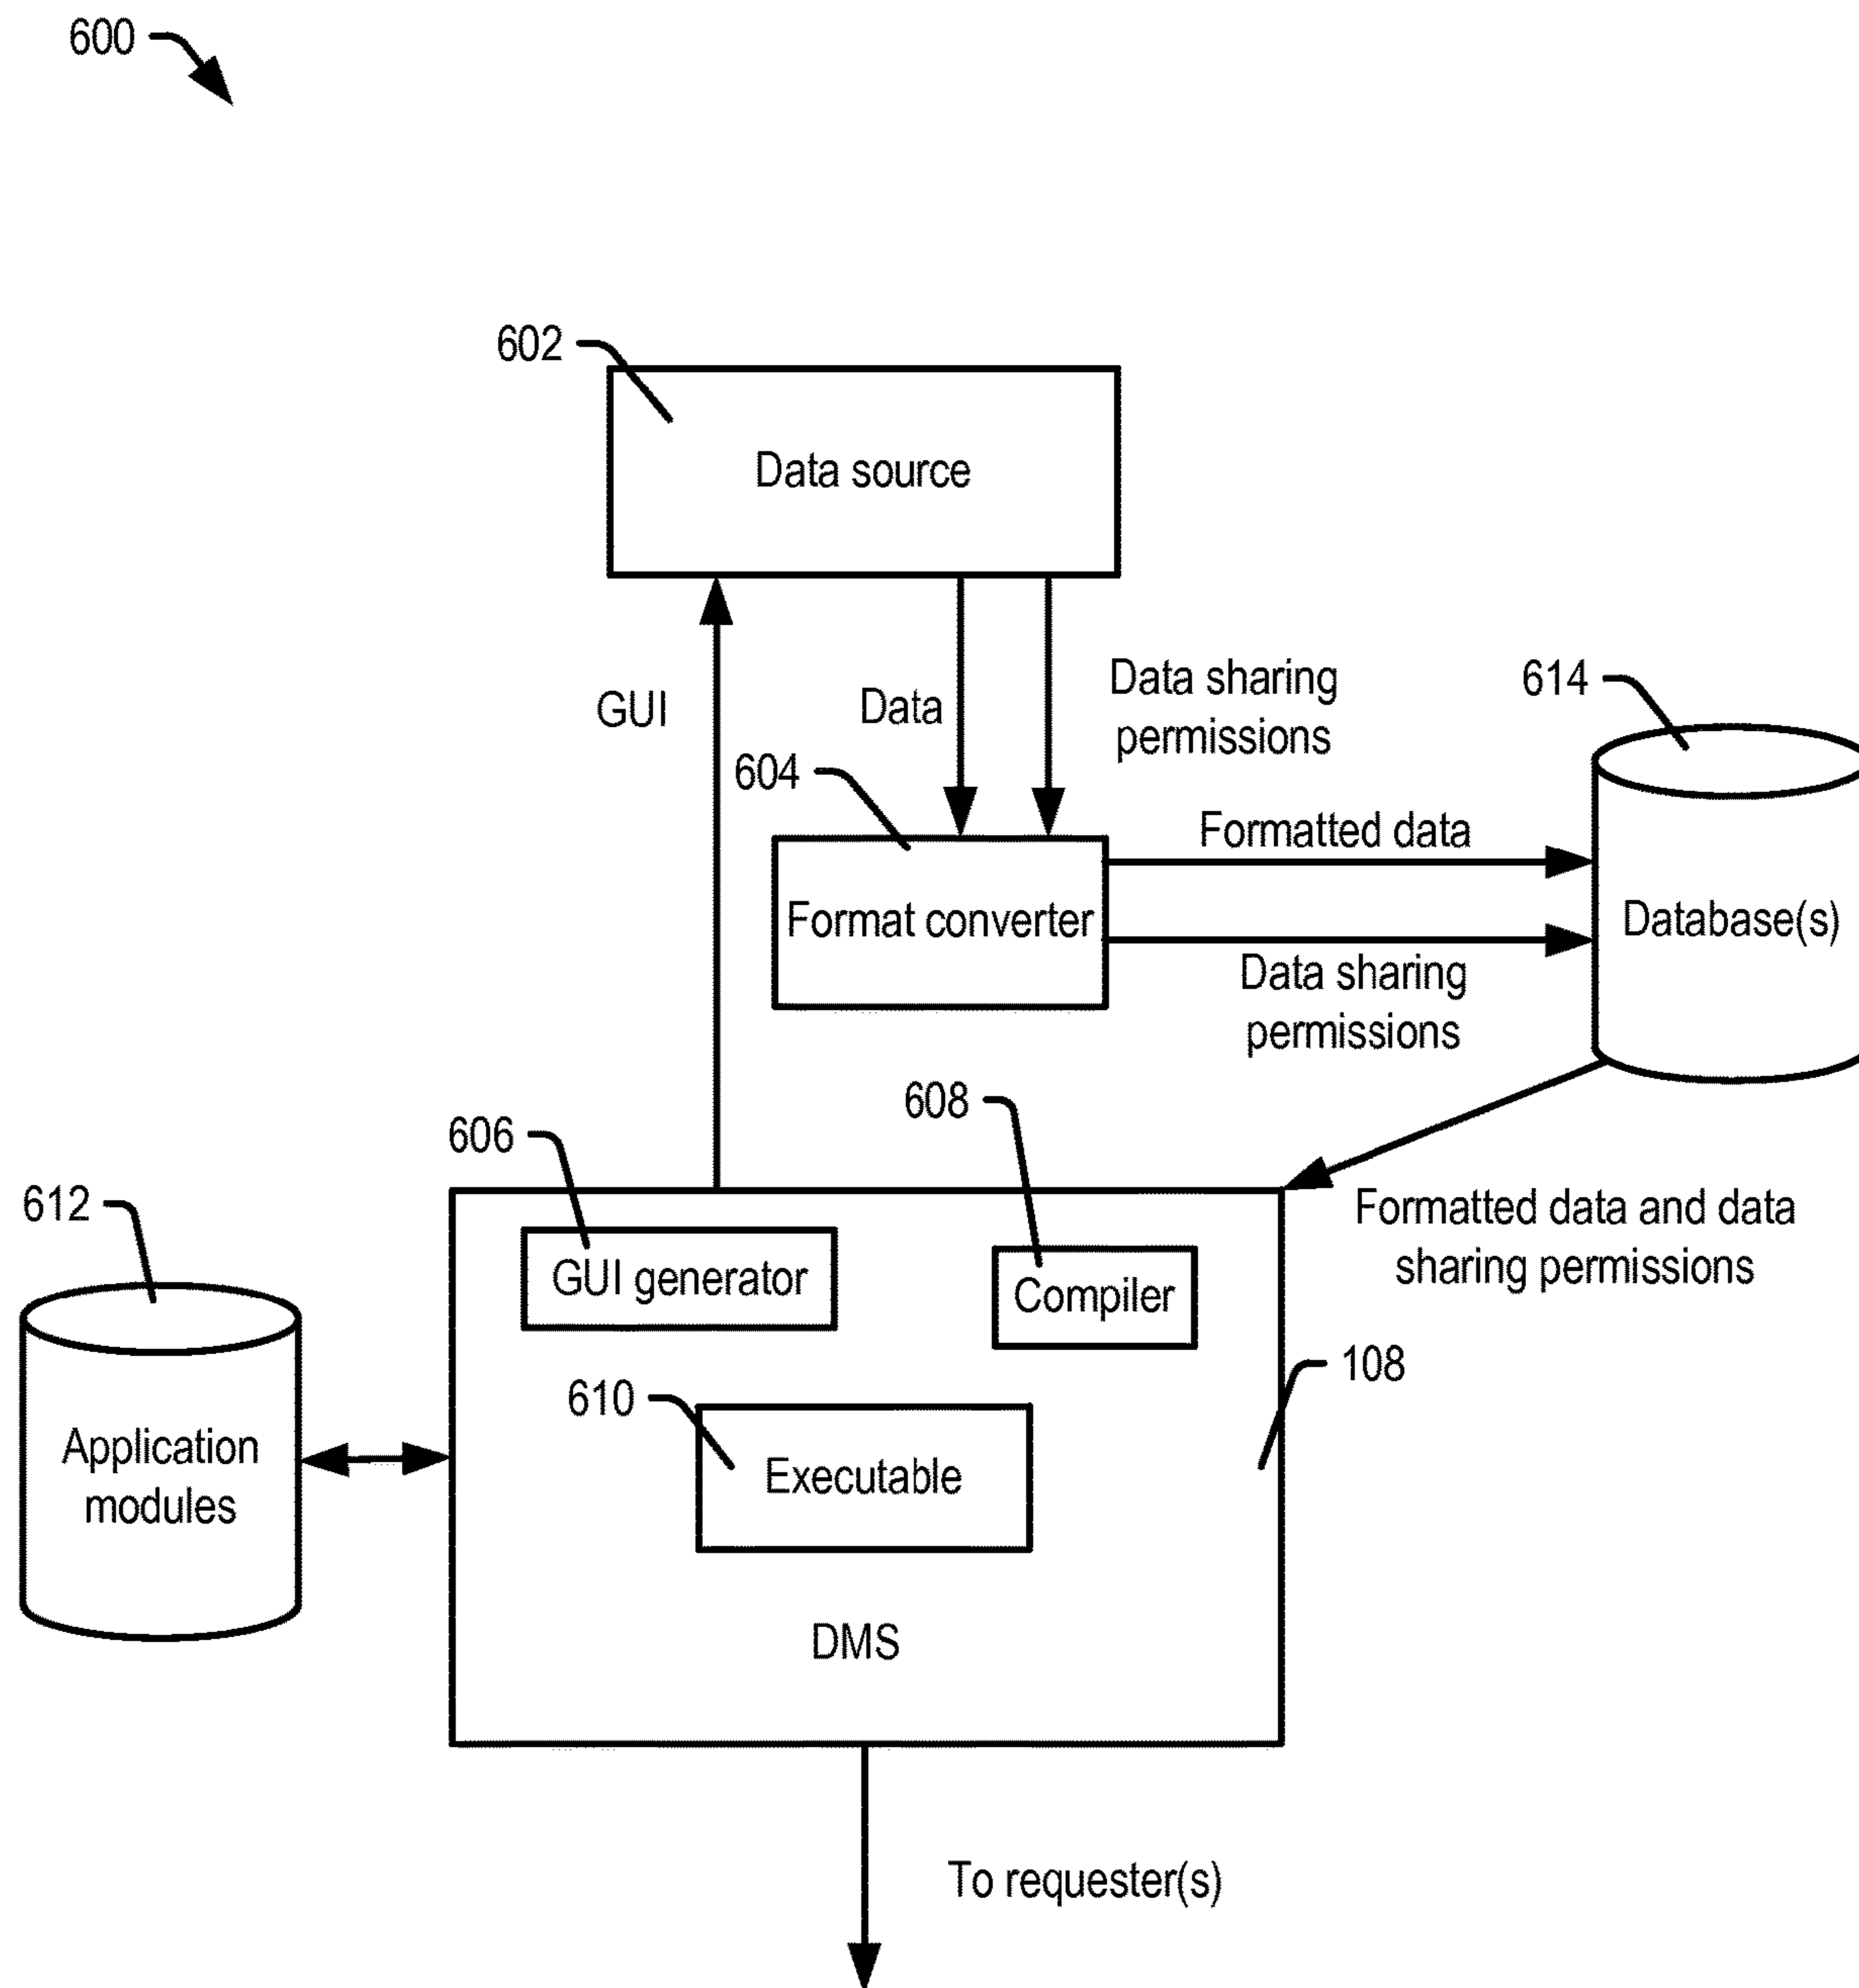 600
602
Data source
GUI
Data
Data sharing
permissions
614
604
Formatted data
Format converter
Database(s)
Data sharing
permissions
608
606
612
Formatted data and data
sharing permissions
GUI generator
Compiler
108
610
Application
modules
Executable
DMS
To requester(s)